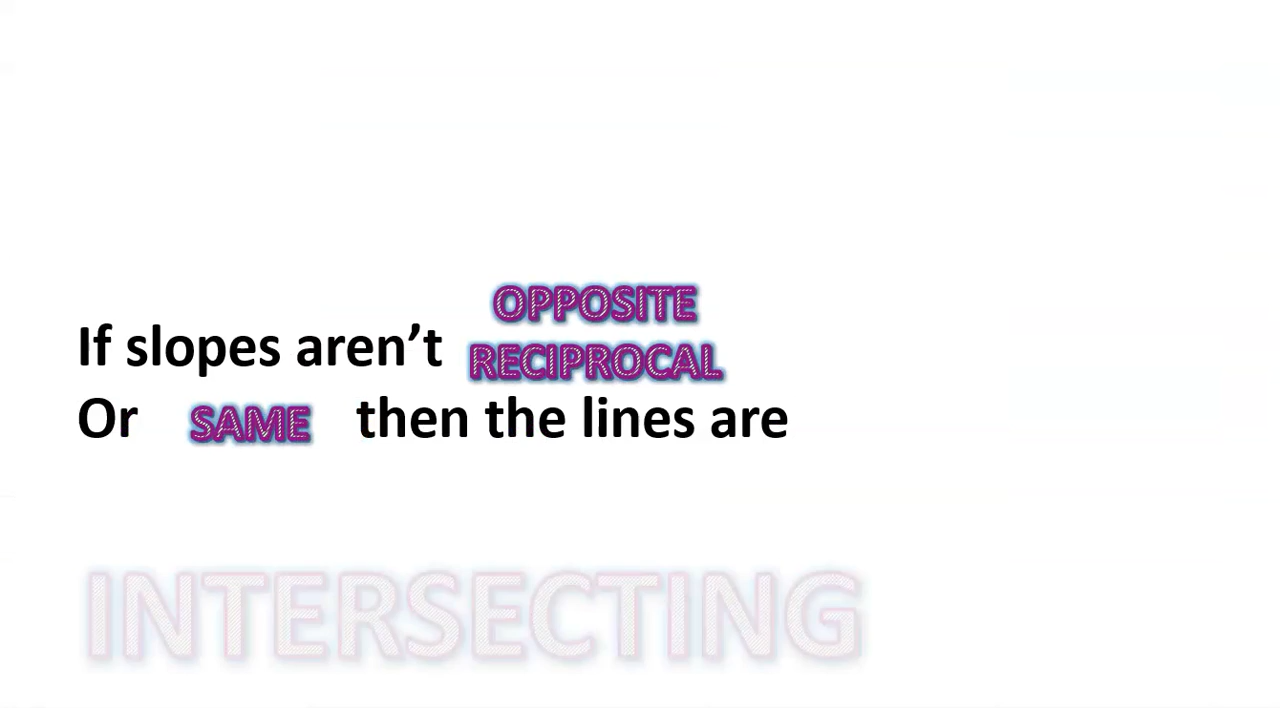 If slopes aren’t OPPOSITE
RECIPROCAL
Or SAME then the lines are
INTERSECTING